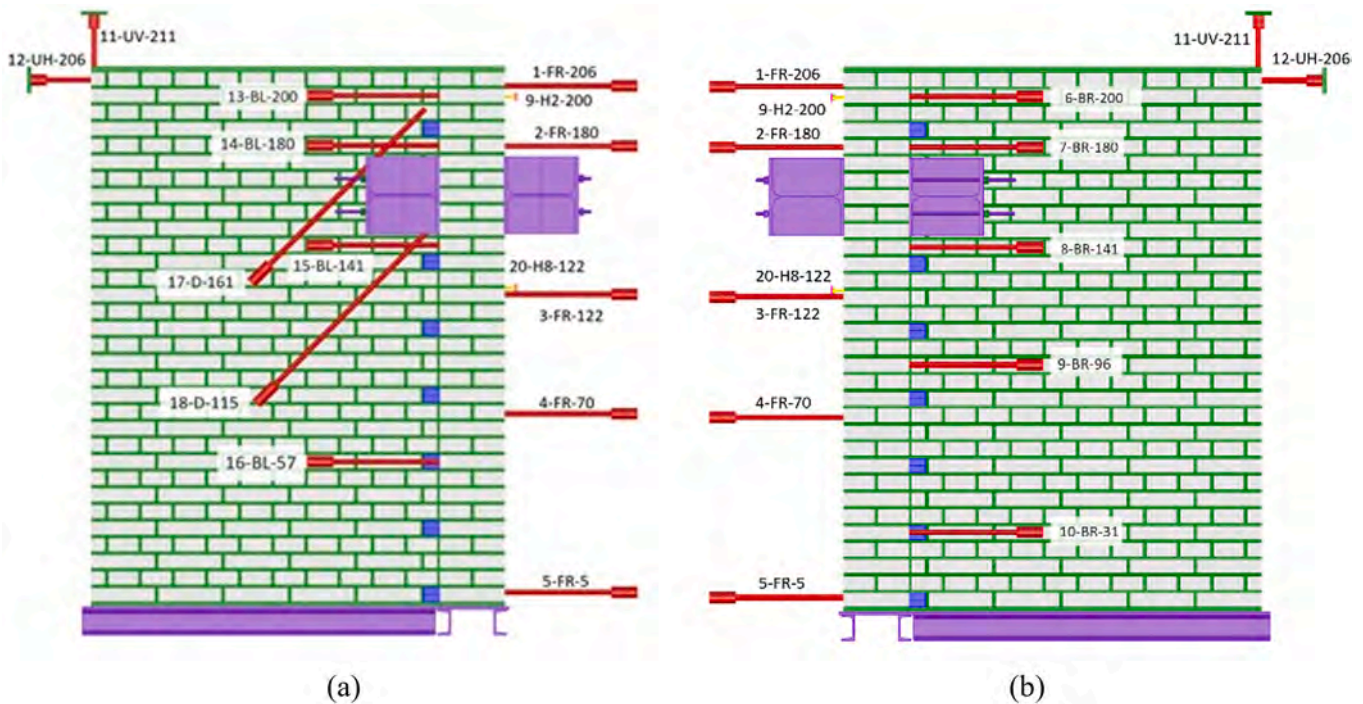 11-UV-211
12-UH-206
13-BL-200
1-FR-206
9-H2-200
14-BL-180
2-FR-180
15-BL-141
17-D-161
20-H8-122
3-FR-122
18-D-115
4-FR-70
16-BL-57
5-FR-5
(a)
11-UV-211
12-UH-206
1-FR-206
6-BR-200
9-H2-200
2-FR-180
7-BR-180
8-BR-141
20-H8-122
3-FR-122
9-BR-96
4-FR-70
10-BR-31
5-FR-5
(b)